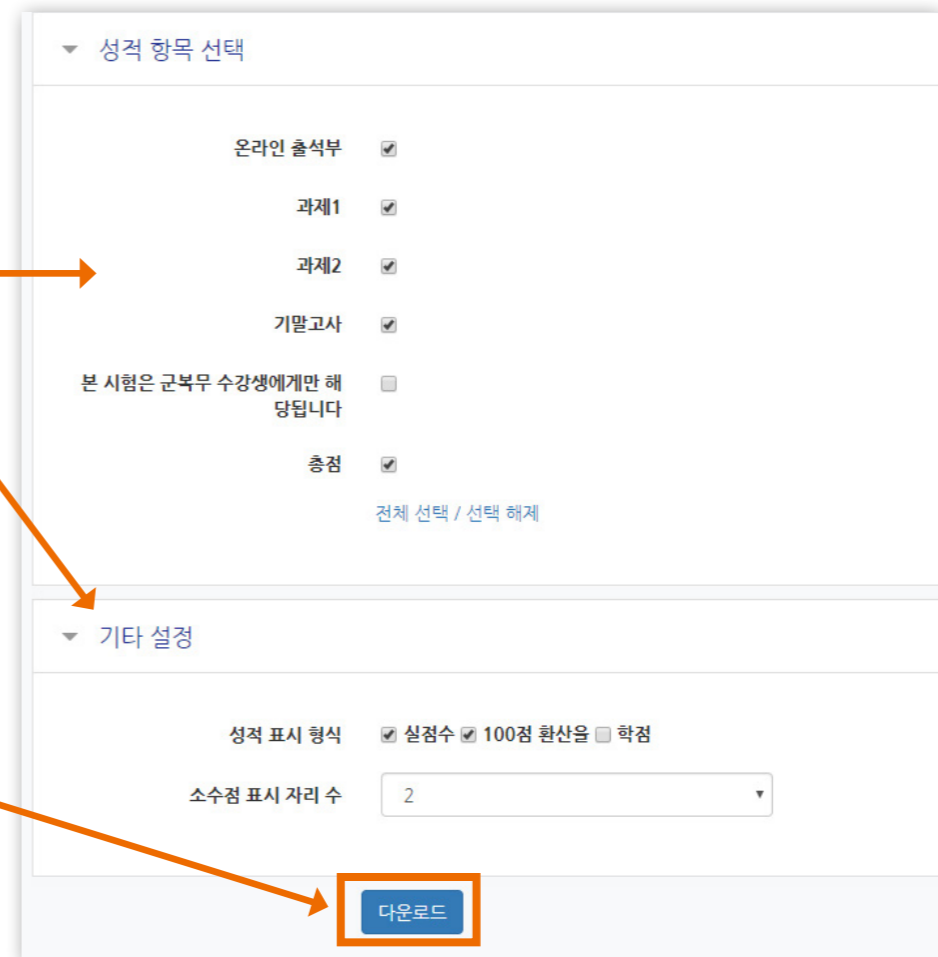 성적 항목 선택
온라인 출석부
과제1
과제2
기말고사
본 시험은 군복무 수강생에게만 해
당됩니다
총점
전체 선택 / 선택 해제
기타 설정
성적 표시 형식 실점수 100점 환산율 학점
소수점 표시 자리 수 2
다운로드